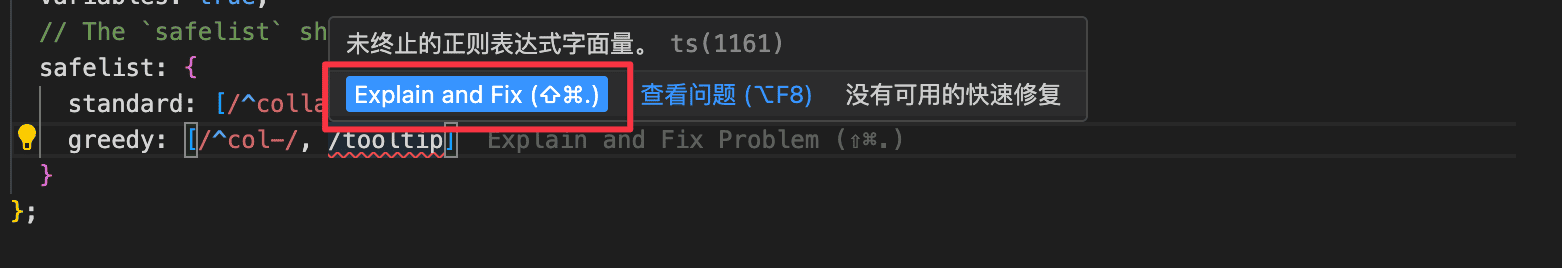 variables: true,
// The `safelist` sh
未终止的正则表达式字面量。 ts(1161)
safelist: {
Explain and Fix (⇧⌘.) 查看问题 (⌥F8) 没有可用的快速修复
standard: [/^colla
greedy: [/^col-/, /tooltip] Explain and Fix Problem (⇧⌘.)
}
};